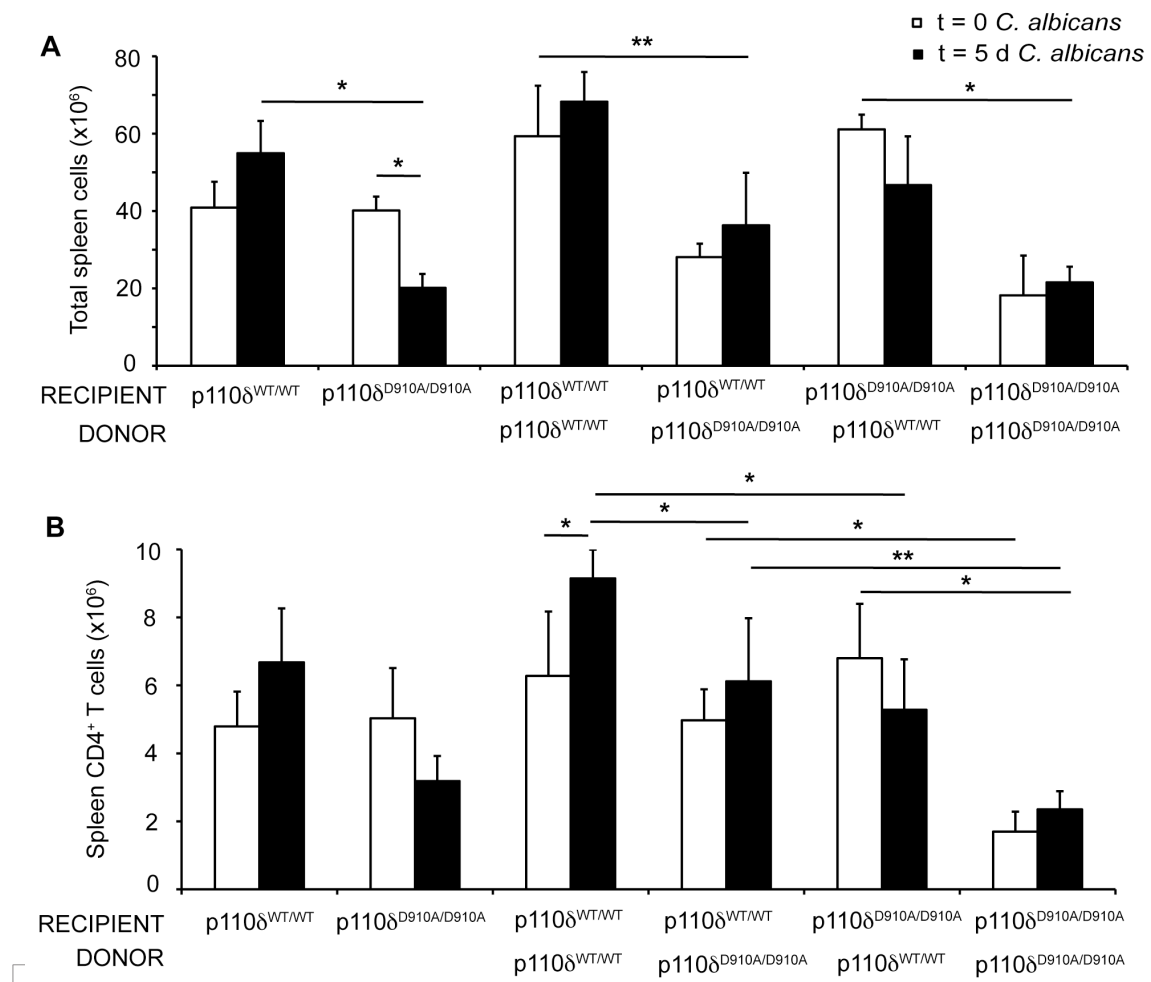 t = 0 C. albicans
t = 5 d C. albicans
A
**
*
*
*
Total spleen cells (x10⁶)
80
60
40
20
0
RECIPIENT p110δ^WT/WT p110δ^D910A/D910A p110δ^WT/WT p110δ^WT/WT p110δ^D910A/D910A p110δ^D910A/D910A
DONOR p110δ^WT/WT p110δ^D910A/D910A p110δ^WT/WT p110δ^D910A/D910A
B
*
*
*
*
**
*
Spleen CD4⁺ T cells (x10⁶)
10
8
6
4
2
0
RECIPIENT p110δ^WT/WT p110δ^D910A/D910A p110δ^WT/WT p110δ^WT/WT p110δ^D910A/D910A p110δ^D910A/D910A
DONOR p110δ^WT/WT p110δ^D910A/D910A p110δ^WT/WT p110δ^D910A/D910A